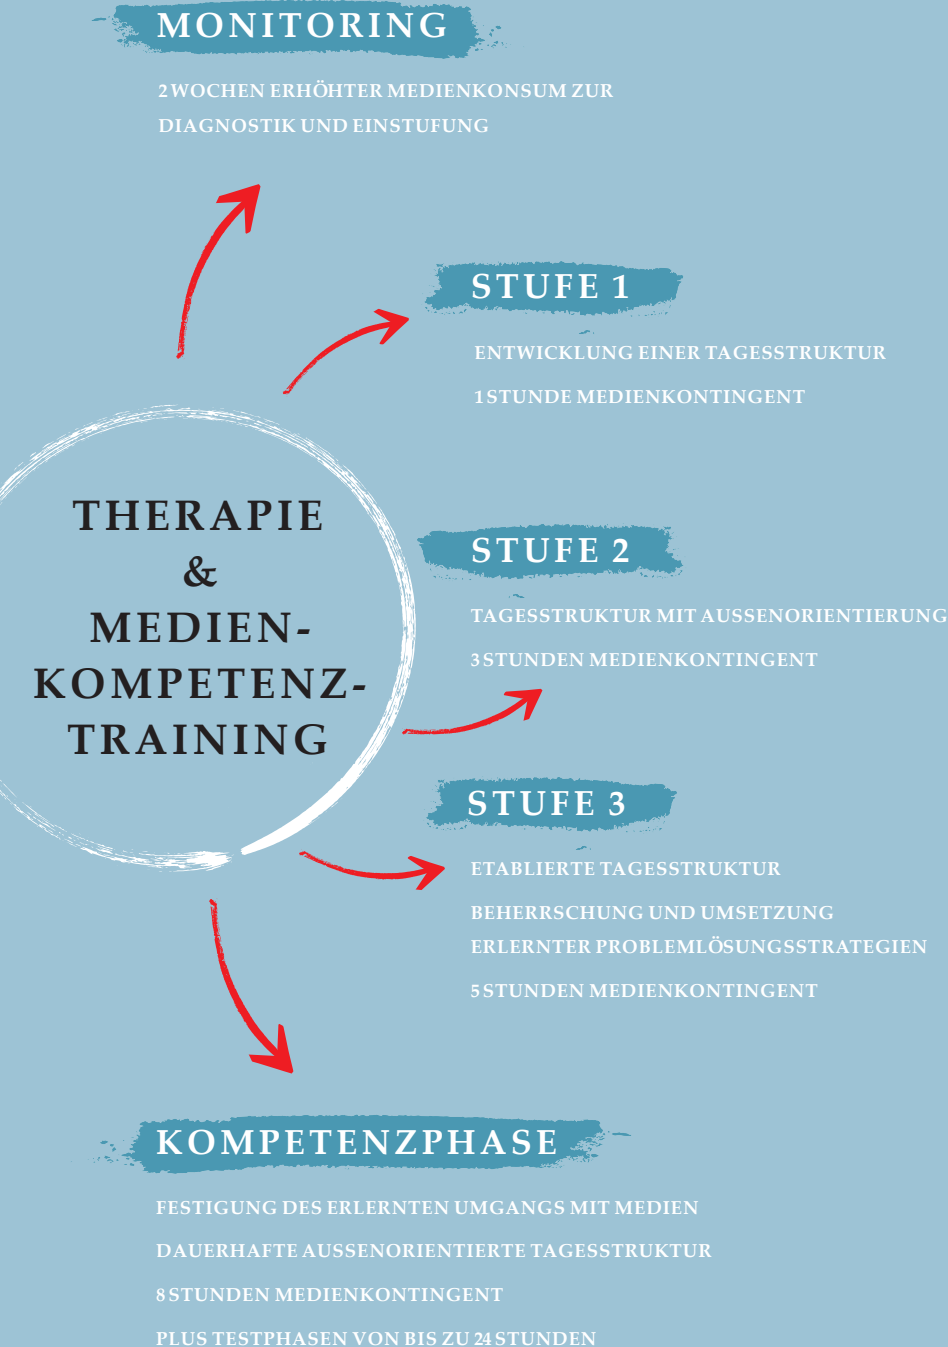 MONITORING
2 WOCHEN ERHÖHTER MEDIENKONSUM ZUR
DIAGNOSTIK UND EINSTUFUNG
STUFE 1
ENTWICKLUNG EINER TAGESSTRUKTUR
1 STUNDE MEDIENKONTINGENT
THERAPIE
&
MEDIEN-
KOMPETENZ-
TRAINING
STUFE 2
TAGESSTRUKTUR MIT AUSSENORIENTIERUNG
3 STUNDEN MEDIENKONTINGENT
STUFE 3
ETABLIERTE TAGESSTRUKTUR
BEHERRSCHUNG UND UMSETZUNG
ERLERNTER PROBLEMLÖSUNGSSTRATEGIEN
5 STUNDEN MEDIENKONTINGENT
KOMPETENZPHASE
FESTIGUNG DES ERLERNTEN UMGANGS MIT MEDIEN
DAUERHAFTE AUSSENORIENTIERTE TAGESSTRUKTUR
8 STUNDEN MEDIENKONTINGENT
PLUS TESTPHASEN VON BIS ZU 24 STUNDEN